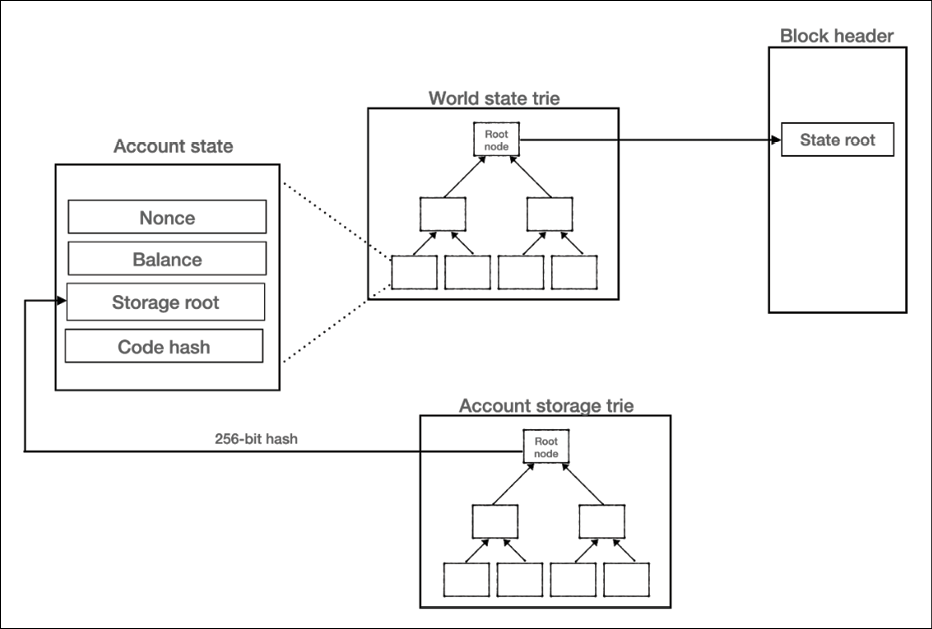 Block header
State root
World state trie
Root
node
Account state
Nonce
Balance
Storage root
Code hash
256-bit hash
Account storage trie
Root
node